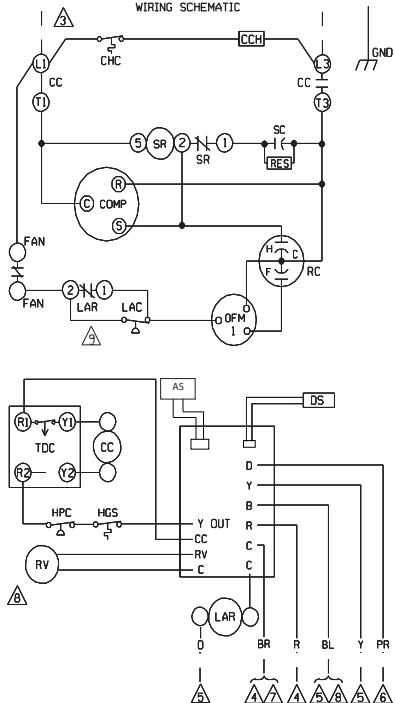 WIRING SCHEMATIC
3
CCH
GND
CHC
L1
L3
CC
CC
T1
T3
SC
5 SR 2 1
SR
RES
R
C COMP
S
FAN
H C
F
RC
FAN
2 1
LAR
LAC
OFM
1
9
AS
DS
R1 Y1
TDC
CC
R2 Y2
D
Y
B
R
C
C
HPC HGS
Y OUT
CC
RV
C
RV
8
LAR
O BR R BL Y PR
5 4 7 4 5 8 5 6